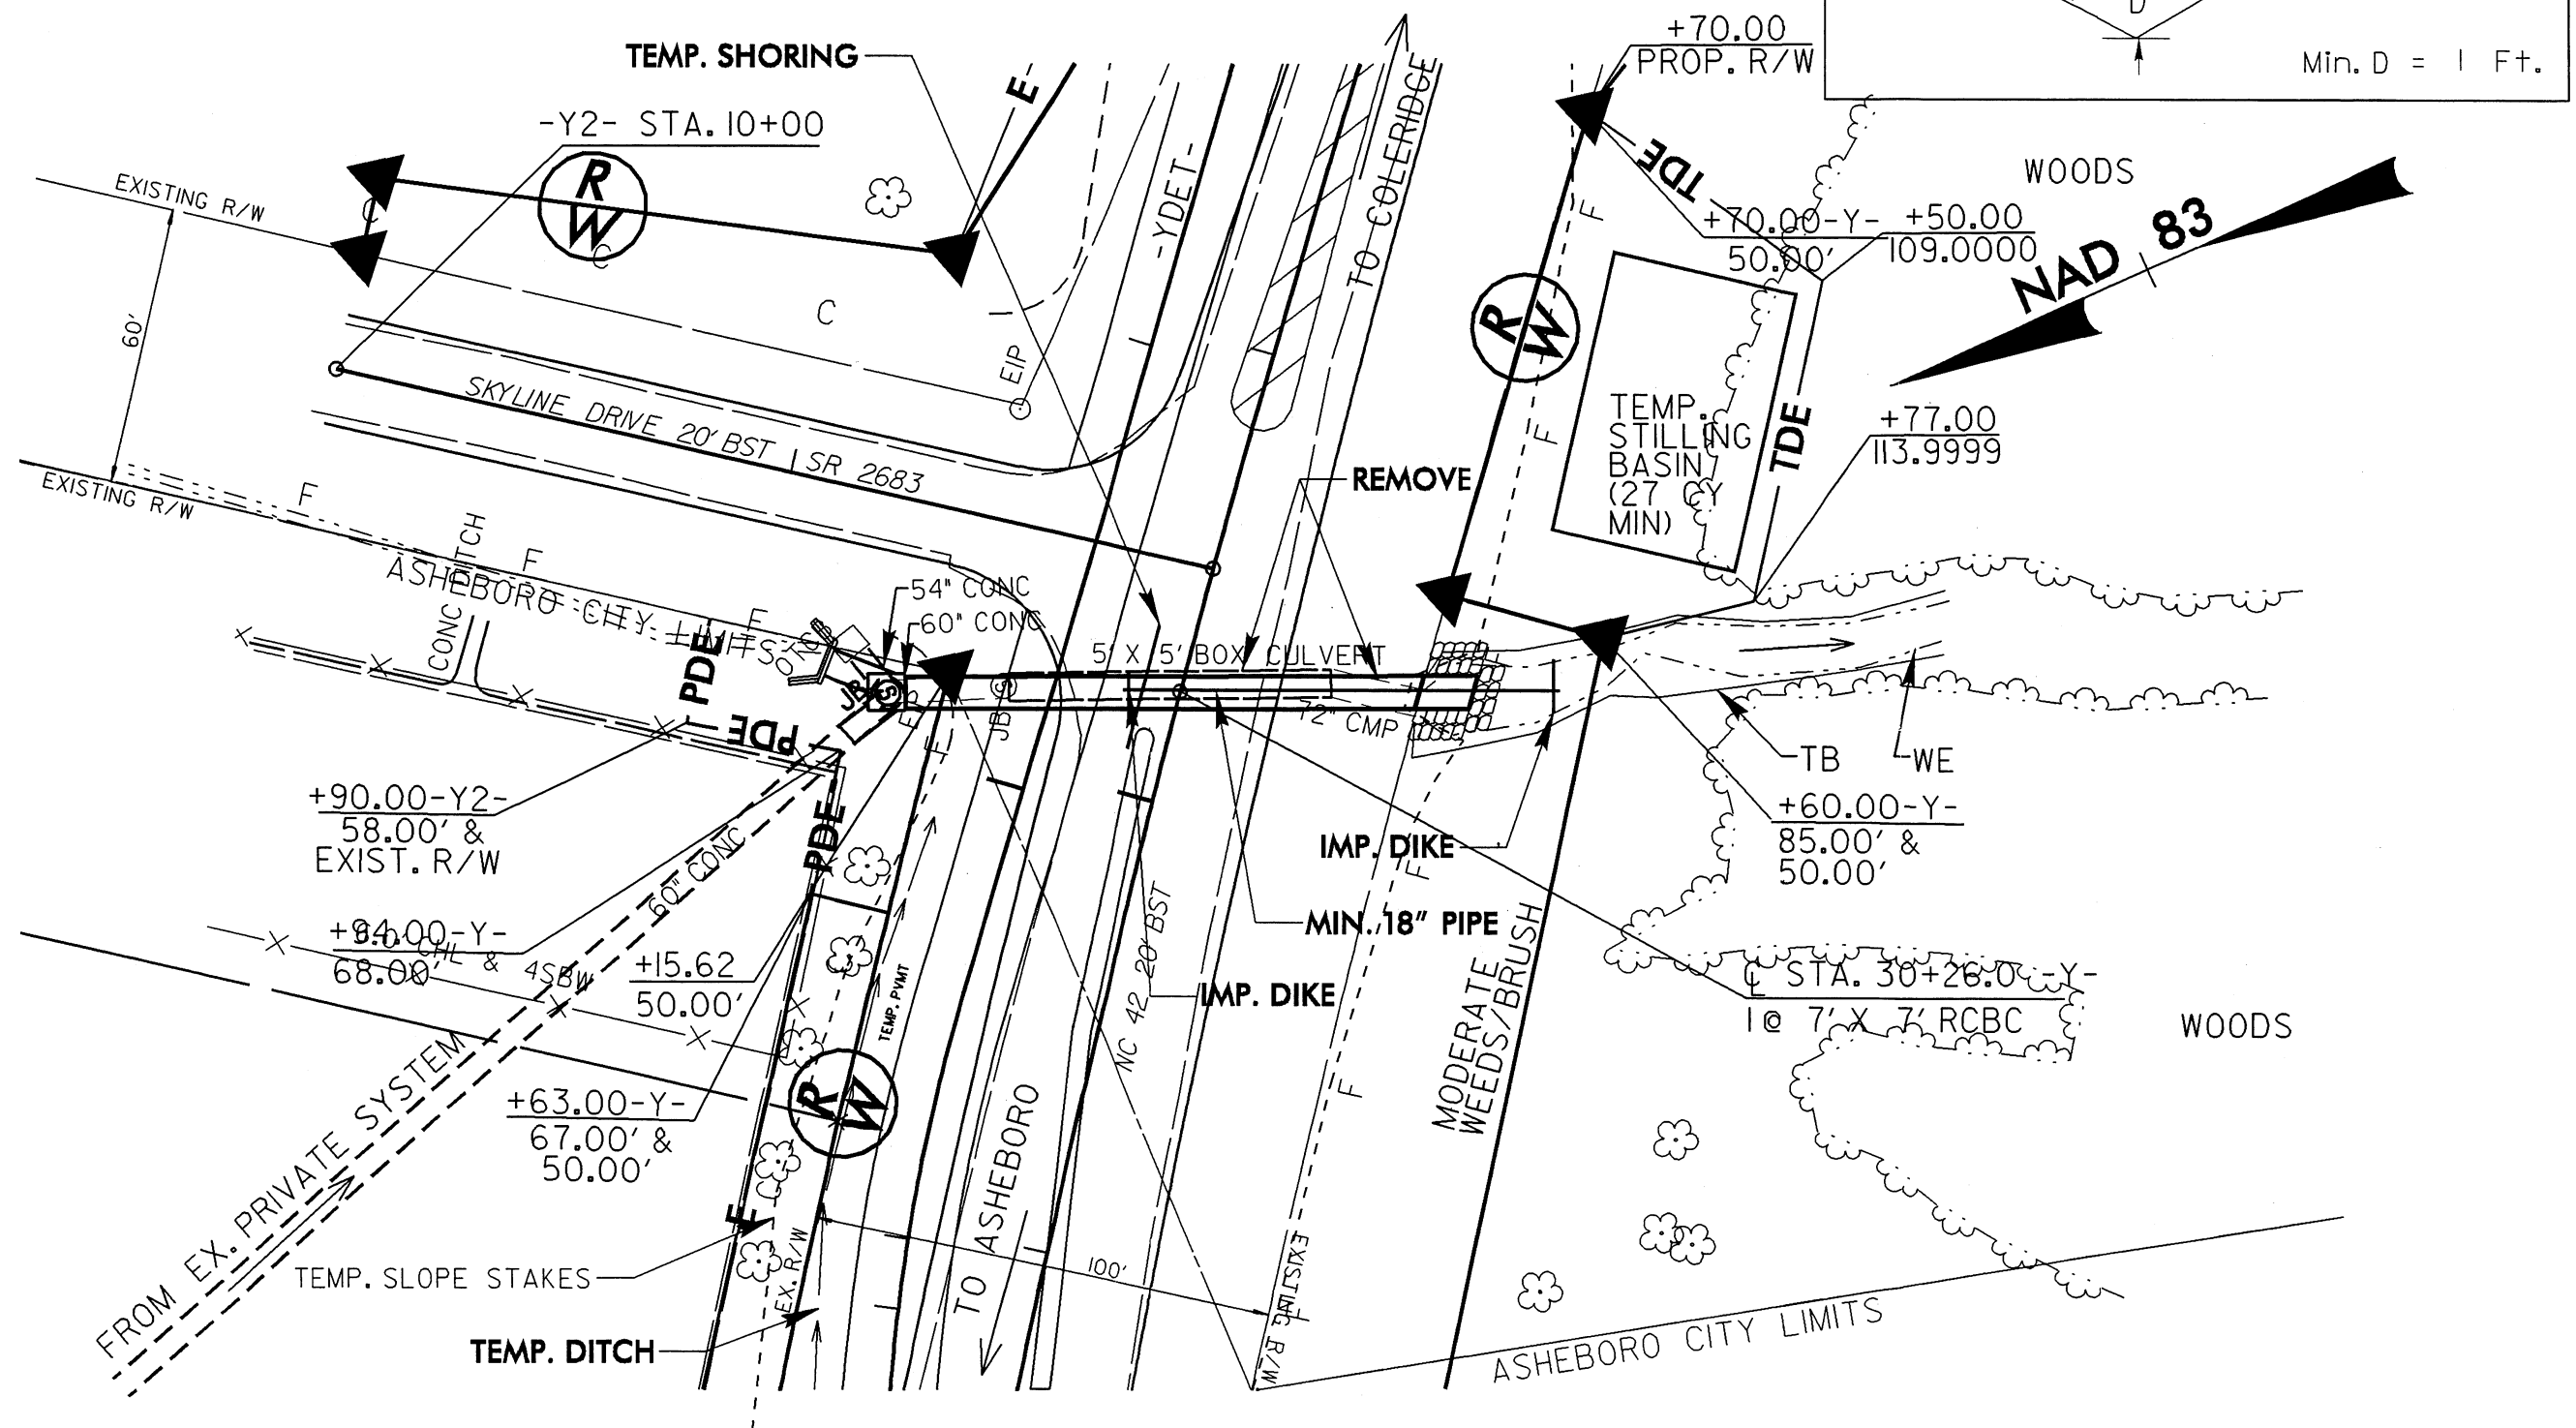 D
Min. D = 1 Ft.
TEMP. SHORING
+70.00
PROP. R/W
-Y2- STA. 10+00
E
R
W
C
C
C
EXISTING R/W
60'
EXISTING R/W
-YDET-
TO COLERIDGE
TDE
WOODS
+70.00-Y-
50.00'
+50.00
109.0000
NAD 83
R
W
F
F
EIP
SKYLINE DRIVE 20' BST
SR 2683
TEMP.
STILLING
BASIN
(27 CY
MIN)
TDE
+77.00
113.9999
REMOVE
F
F
F
DITCH
CONC
ASHEBORO CITY LIMITS
54" CONC
60" CONC
5' X 5' BOX CULVERT
72" CMP
PDE
PDE
PDE
JB
S
EIP
F
JB
TB
WE
+90.00-Y2-
58.00' &
EXIST. R/W
+60.00-Y-
85.00' &
50.00'
IMP. DIKE
60" CONC
MIN. 18" PIPE
+94.00-Y-
68.00'
CHL & 4SBW
+15.62
50.00'
IMP. DIKE
TEMP. PVMT
NC 42 20' BST
MODERATE
WEEDS/BRUSH
F
F
℄ STA. 30+26.0 -Y-
1@ 7' X 7' RCBC
WOODS
+63.00-Y-
67.00' &
50.00'
R
W
FROM EX. PRIVATE SYSTEM
TO ASHEBORO
TEMP. SLOPE STAKES
F
EX. R/W
100'
EXISTING R/W
TEMP. DITCH
ASHEBORO CITY LIMITS